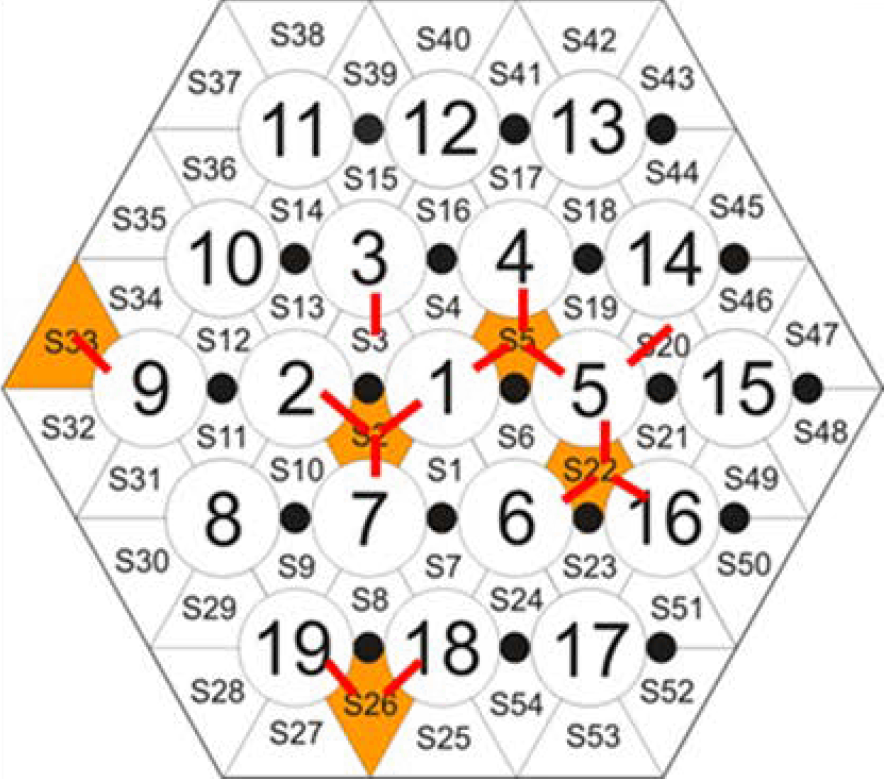 S38 S40 S42
S37 S39 S41 S43
11 12 13
S36 S15 S17 S44
S35 S14 S16 S18 S45
10 3 4 14
S34 S13 S4 S19 S46
S33 S12 S3 S5 S20 S47
9 2 1 5 15
S32 S11 S2 S6 S21 S48
S31 S10 S1 S22 S49
8 7 6 16
S30 S9 S7 S23 S50
S29 S8 S24 S51
19 18 17
S28 S26 S54 S52
S27 S25 S53